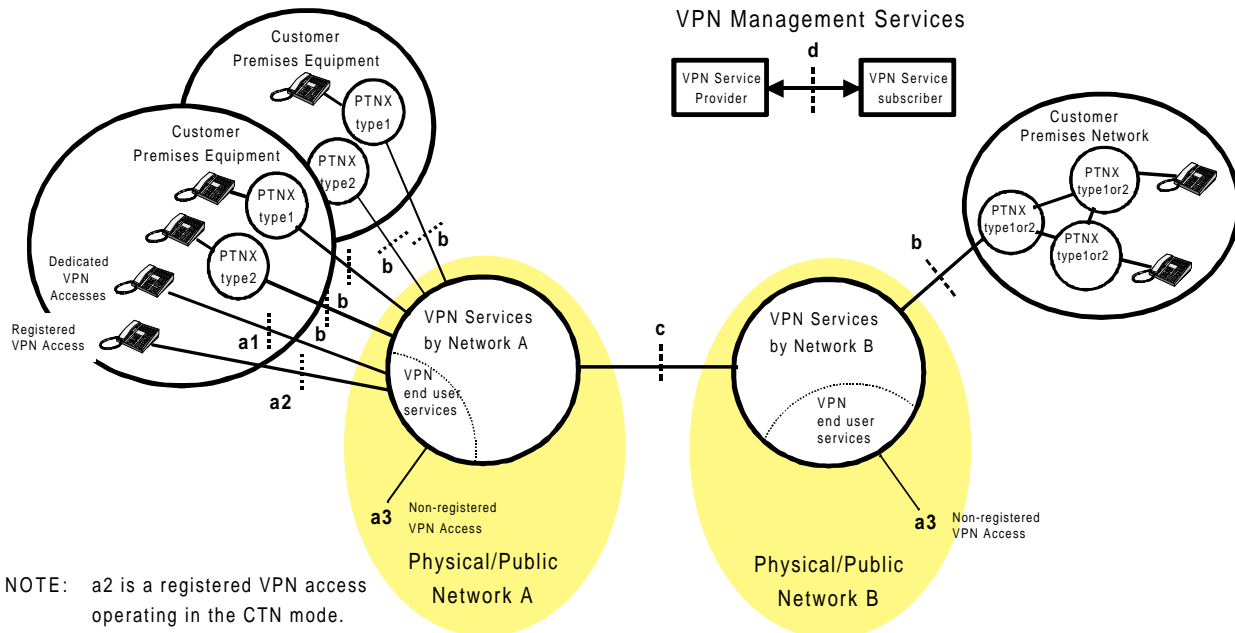 VPN Management Services
d
VPN Service
Provider
VPN Service
subscriber
Customer
Premises Equipment
PTNX
type1
PTNX
type2
Customer
Premises Equipment
PTNX
type1
PTNX
type2
Dedicated
VPN
Accesses
Registered
VPN Access
a1
a2
b
b
b
b
VPN Services
by Network A
VPN
end user
services
a3
Non-registered
VPN Access
Physical/Public
Network A
c
VPN Services
by Network B
VPN
end user
services
a3
Non-registered
VPN Access
Physical/Public
Network B
b
Customer
Premises Network
PTNX
type1or2
PTNX
type1or2
PTNX
type1or2
NOTE: a2 is a registered VPN access
operating in the CTN mode.